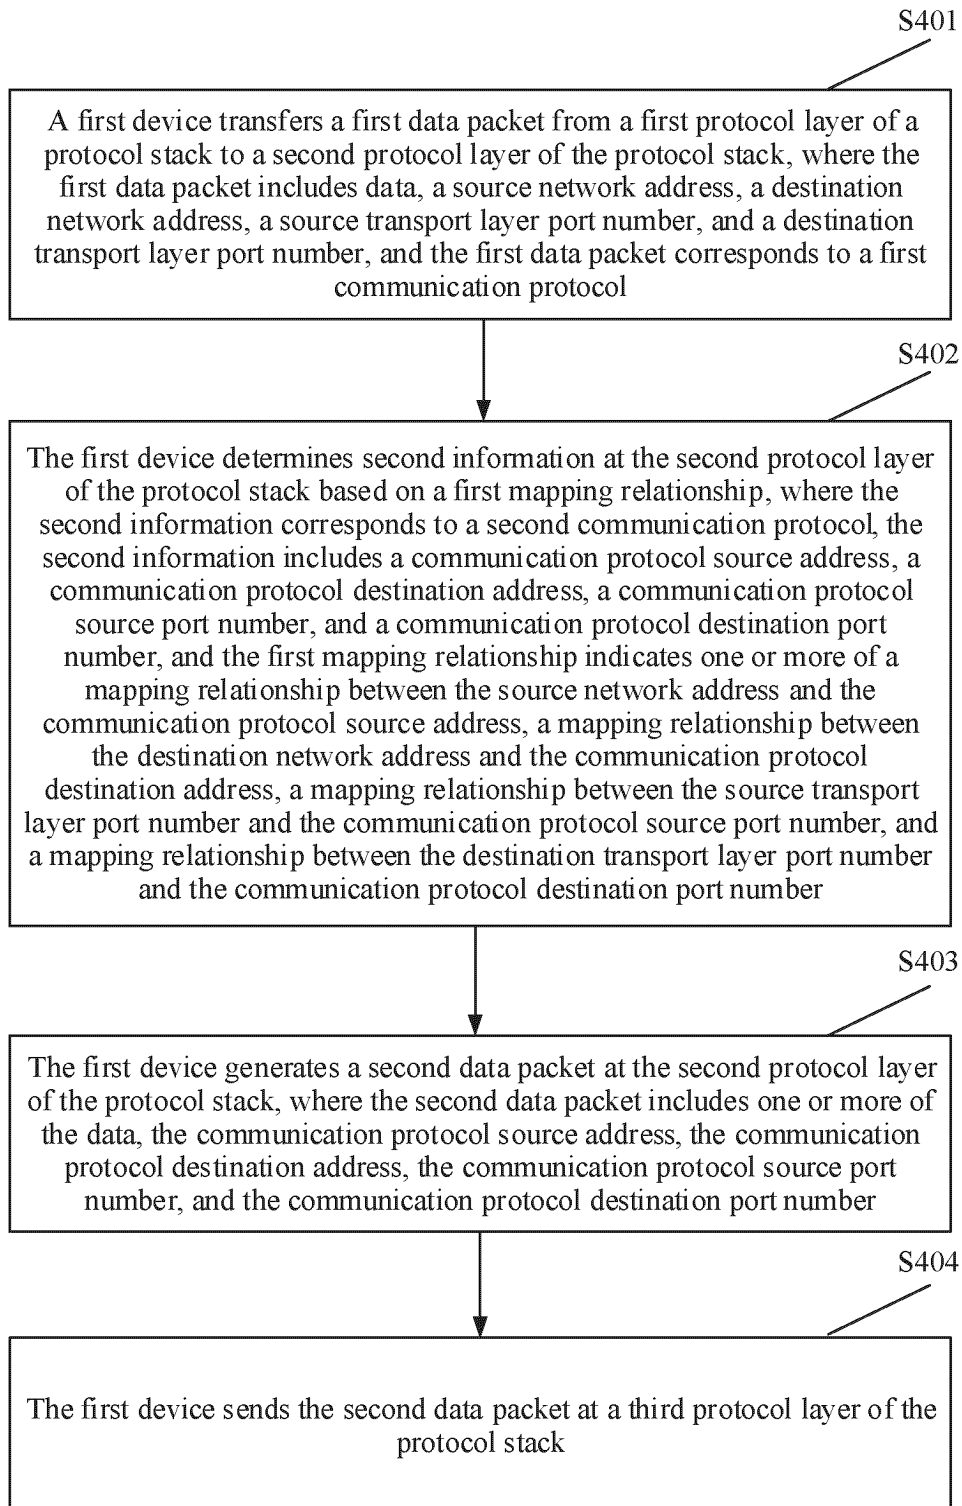 S401
A first device transfers a first data packet from a first protocol layer of a
protocol stack to a second protocol layer of the protocol stack, where the
first data packet includes data, a source network address, a destination
network address, a source transport layer port number, and a destination
transport layer port number, and the first data packet corresponds to a first
communication protocol
S402
The first device determines second information at the second protocol layer
of the protocol stack based on a first mapping relationship, where the
second information corresponds to a second communication protocol, the
second information includes a communication protocol source address, a
communication protocol destination address, a communication protocol
source port number, and a communication protocol destination port
number, and the first mapping relationship indicates one or more of a
mapping relationship between the source network address and the
communication protocol source address, a mapping relationship between
the destination network address and the communication protocol
destination address, a mapping relationship between the source transport
layer port number and the communication protocol source port number, and
a mapping relationship between the destination transport layer port number
and the communication protocol destination port number
S403
The first device generates a second data packet at the second protocol layer
of the protocol stack, where the second data packet includes one or more of
the data, the communication protocol source address, the communication
protocol destination address, the communication protocol source port
number, and the communication protocol destination port number
S404
The first device sends the second data packet at a third protocol layer of the
protocol stack